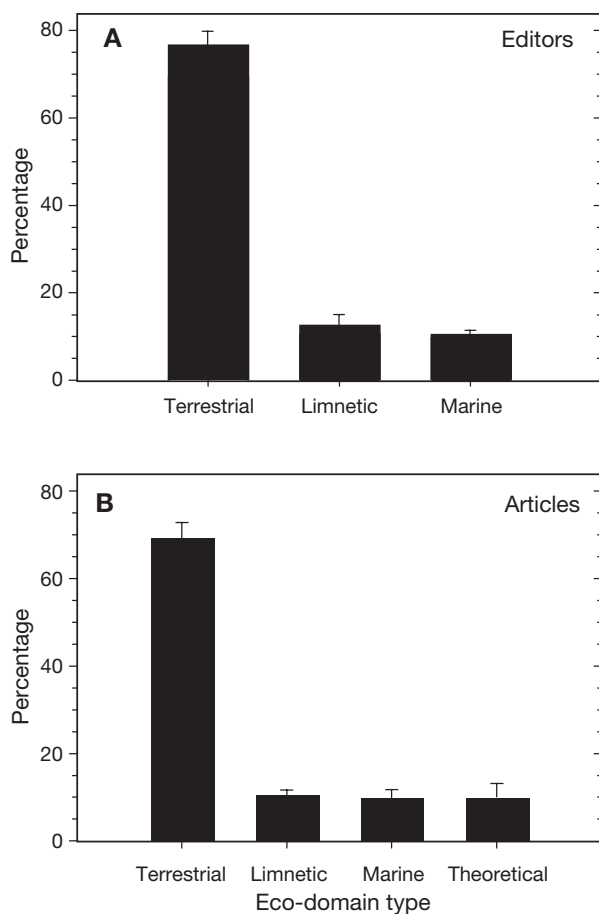 A
Editors
80
60
40
20
0
Percentage
Terrestrial Limnetic Marine
B
Articles
80
60
40
20
0
Percentage
Terrestrial Limnetic Marine Theoretical
Eco-domain type